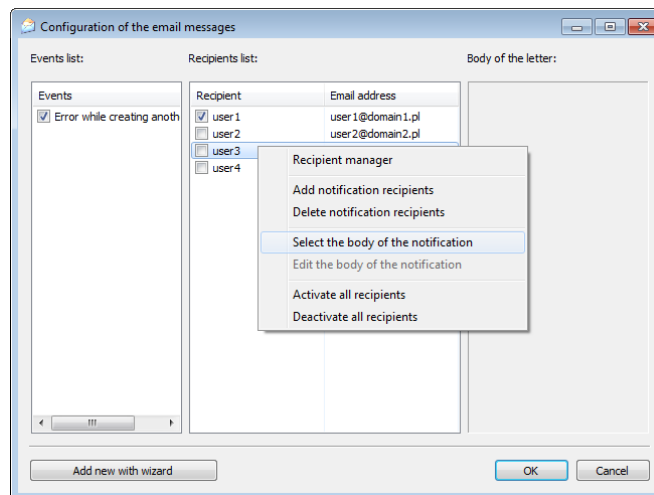 Configuration of the email messages
Events list:
Recipients list:
Body of the letter:
Events
Recipient
Email address
Error while creating anoth
user1
user1@domain1.pl
user2
user2@domain2.pl
user3
user4
Recipient manager
Add notification recipients
Delete notification recipients
Select the body of the notification
Edit the body of the notification
Activate all recipients
Deactivate all recipients
Add new with wizard
OK
Cancel